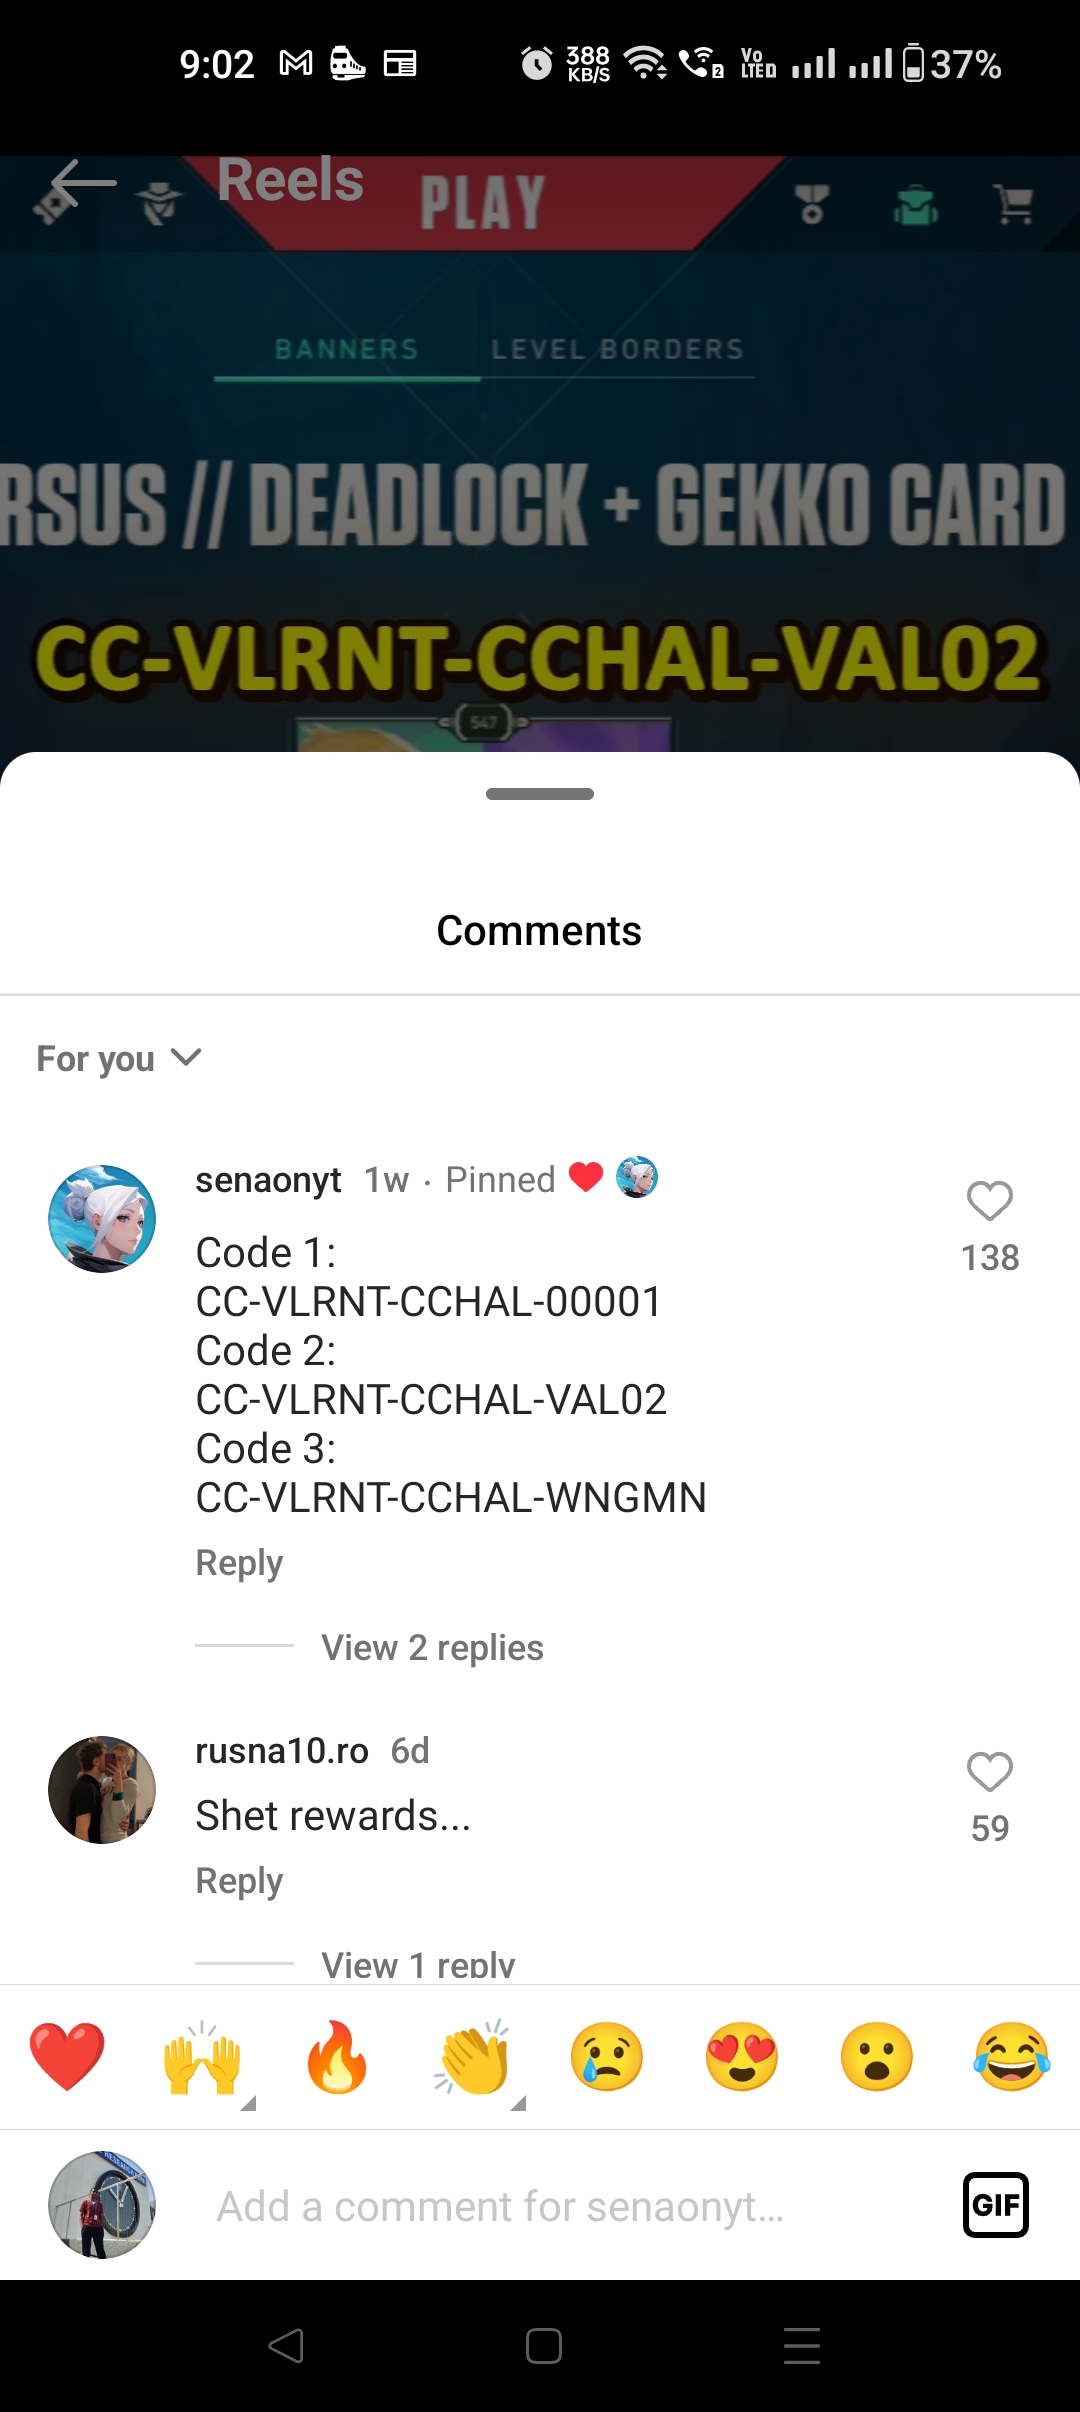 9:02
388
KB/S
2
Vo
LTED
37%
Reels
PLAY
BANNERS
LEVEL BORDERS
RSUS // DEADLOCK + GEKKO CARD
CC-VLRNT-CCHAL-VAL02
547
Comments
For you
senaonyt 1w · Pinned
Code 1:
CC-VLRNT-CCHAL-00001
Code 2:
CC-VLRNT-CCHAL-VAL02
Code 3:
CC-VLRNT-CCHAL-WNGMN
138
Reply
View 2 replies
rusna10.ro 6d
Shet rewards...
59
Reply
View 1 reply
Add a comment for senaonyt...
GIF